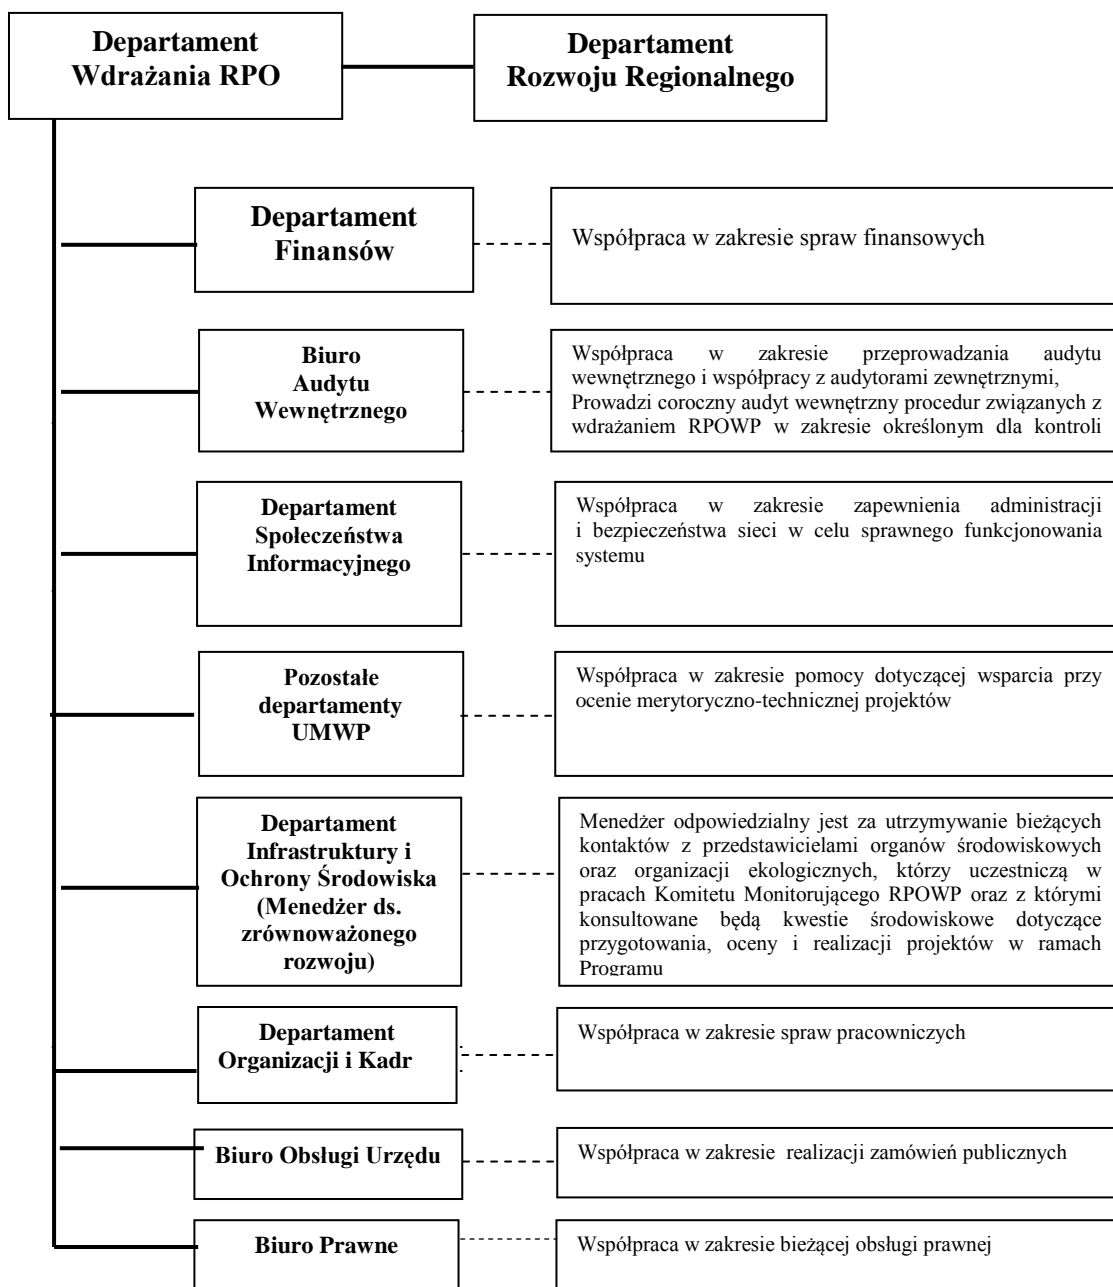 Departament
Wdrażania RPO
Departament
Rozwoju Regionalnego
Departament
Finansów
Współpraca w zakresie spraw finansowych
Biuro
Audytu
Wewnętrznego
Współpraca w zakresie przeprowadzania audytu
wewnętrznego i współpracy z audytorami zewnętrznymi,
Prowadzi coroczny audyt wewnętrzny procedur związanych z
wdrażaniem RPOWP w zakresie określonym dla kontroli
Departament
Społeczeństwa
Informacyjnego
Współpraca w zakresie zapewnienia administracji
i bezpieczeństwa sieci w celu sprawnego funkcjonowania
systemu
Pozostałe
departamenty
UMWP
Współpraca w zakresie pomocy dotyczącej wsparcia przy
ocenie merytoryczno-technicznej projektów
Departament
Infrastruktury i
Ochrony Środowiska
(Menedżer ds.
zrównoważonego
rozwoju)
Menedżer odpowiedzialny jest za utrzymywanie bieżących
kontaktów z przedstawicielami organów środowiskowych
oraz organizacji ekologicznych, którzy uczestniczą w
pracach Komitetu Monitorującego RPOWP oraz z którymi
konsultowane będą kwestie środowiskowe dotyczące
przygotowania, oceny i realizacji projektów w ramach
Programu
Departament
Organizacji i Kadr
Współpraca w zakresie spraw pracowniczych
Biuro Obsługi Urzędu
Współpraca w zakresie realizacji zamówień publicznych
Biuro Prawne
Współpraca w zakresie bieżącej obsługi prawnej